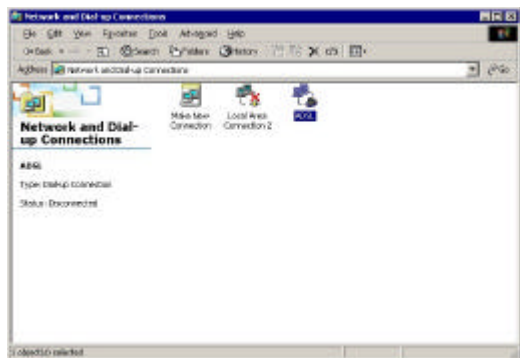 Network and Dial-up Connections
File Edit View Favorites Tools Advanced Help
Back Search Folders History
Address Network and Dial-up Connections Go
Make New Connection
Local Area Connection 2
ADSL
Network and Dial-up Connections
ADSL
Type: Dial-up Connection
Status: Disconnected
1 object(s) selected